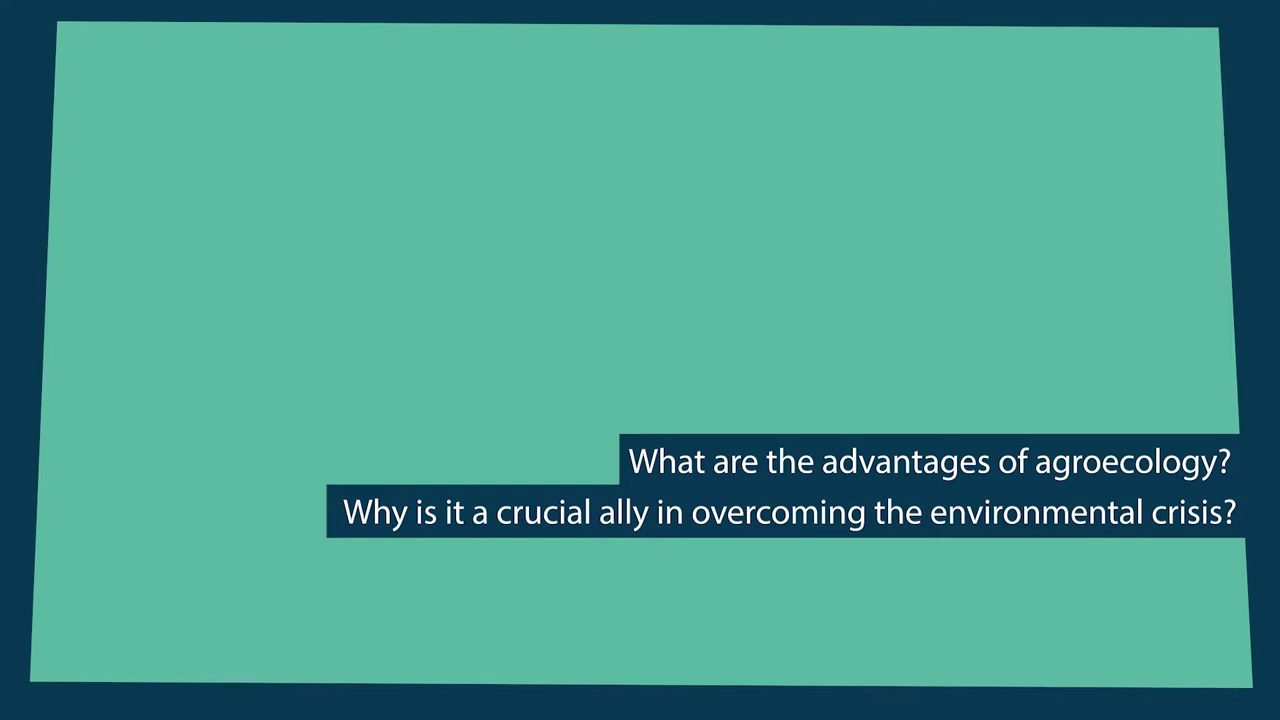 What are the advantages of agroecology?
Why is it a crucial ally in overcoming the environmental crisis?